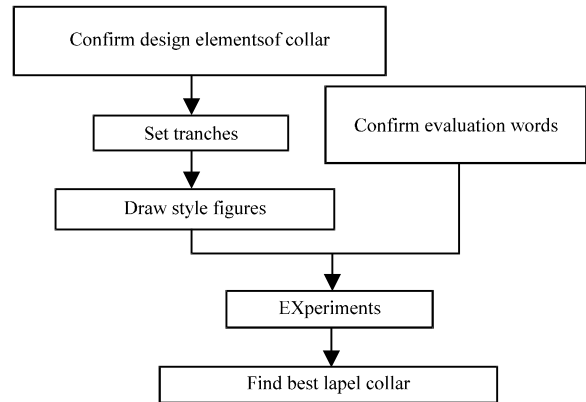 Confirm design elementsof collar
Set tranches
Confirm evaluation words
Draw style figures
EXperiments
Find best lapel collar